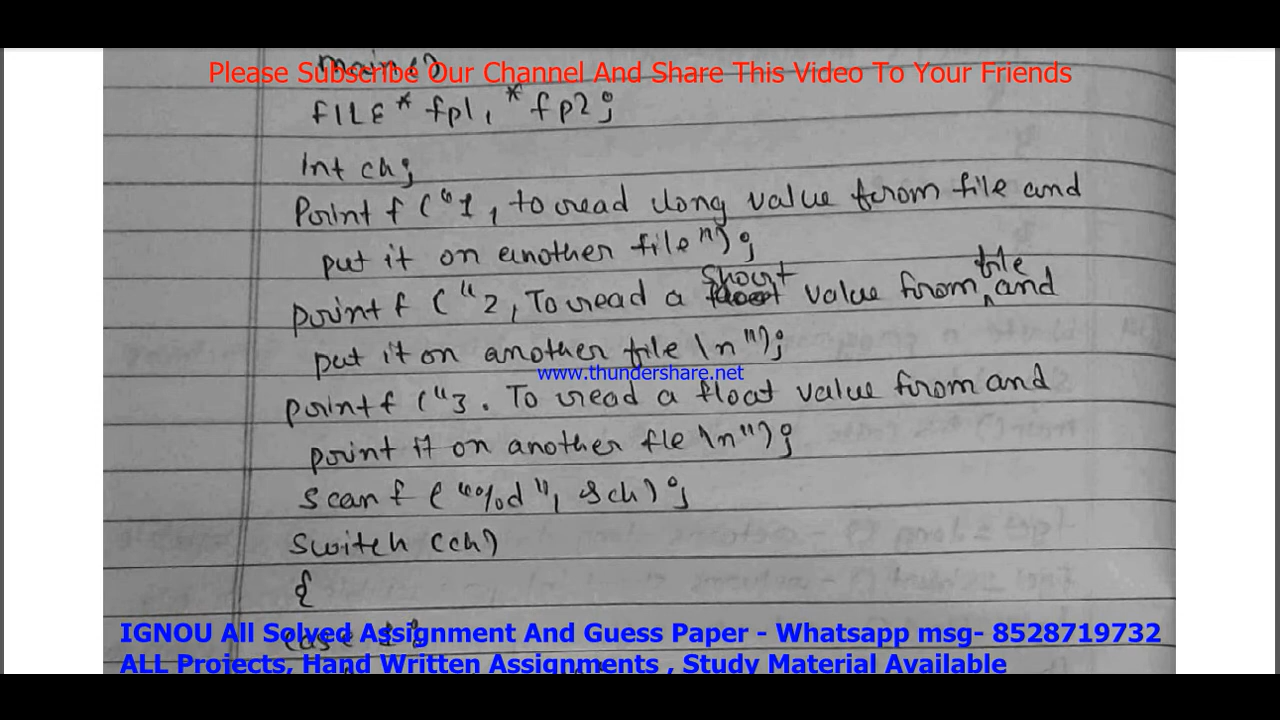 main()
Please Subscribe Our Channel And Share This Video To Your Friends
FILE * fp1, * fp2;
Int ch;
Printf ("1, to read long value from file and
put it on another file");
printf ("2, To read a short value from file and
put it on another file \n");
www.thundershare.net
printf ("3. To read a float value from and
print it on another fle \n");
scanf ("%d", &ch);
switch (ch)
{
case 1:
IGNOU All Solved Assignment And Guess Paper - Whatsapp msg- 8528719732
ALL Projects, Hand Written Assignments , Study Material Available